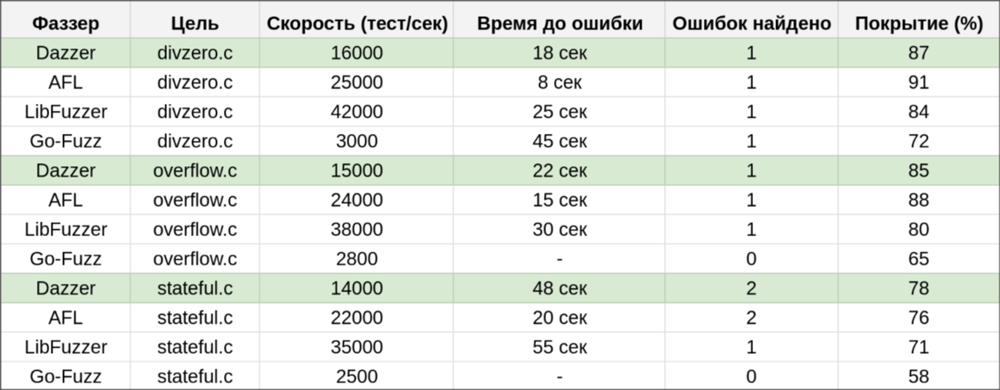 Фаззер Цель Скорость (тест/сек) Время до ошибки Ошибок найдено Покрытие (%)
Dazzer divzero.c 16000 18 сек 1 87
AFL divzero.c 25000 8 сек 1 91
LibFuzzer divzero.c 42000 25 сек 1 84
Go-Fuzz divzero.c 3000 45 сек 1 72
Dazzer overflow.c 15000 22 сек 1 85
AFL overflow.c 24000 15 сек 1 88
LibFuzzer overflow.c 38000 30 сек 1 80
Go-Fuzz overflow.c 2800 - 0 65
Dazzer stateful.c 14000 48 сек 2 78
AFL stateful.c 22000 20 сек 2 76
LibFuzzer stateful.c 35000 55 сек 1 71
Go-Fuzz stateful.c 2500 - 0 58